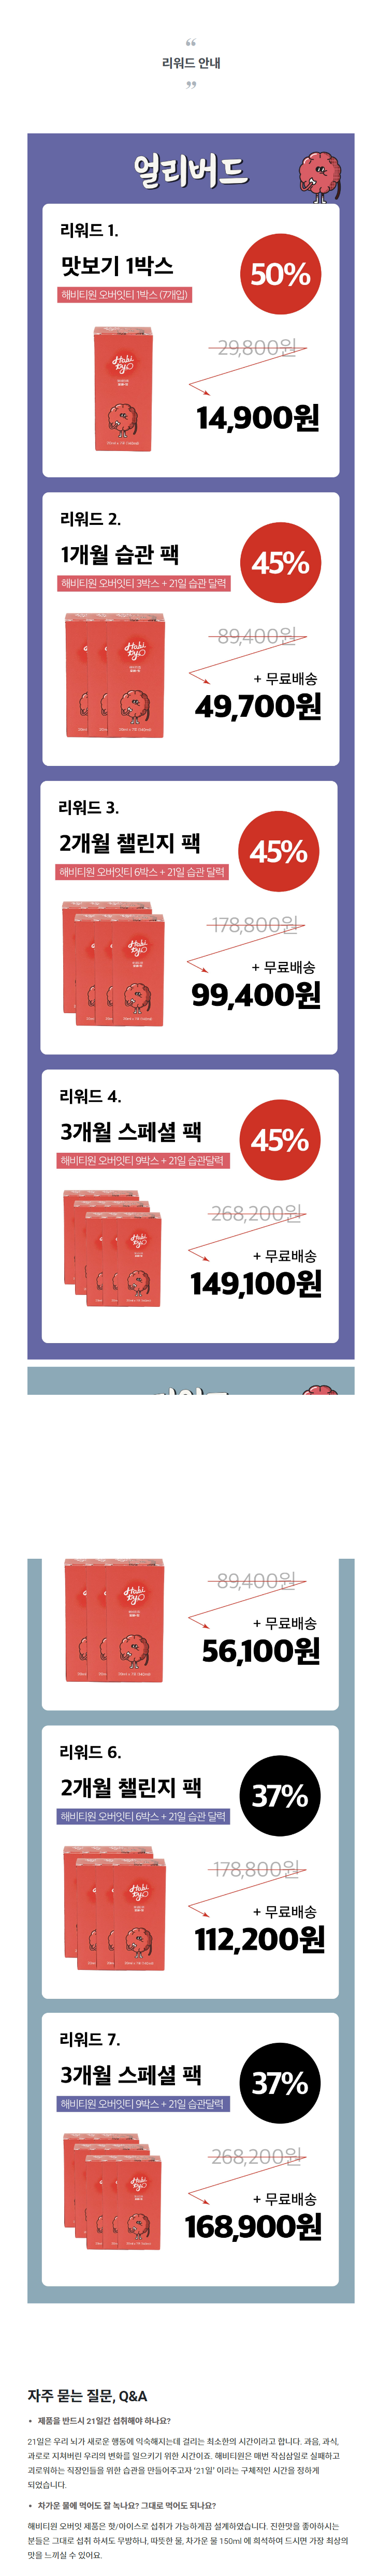 “
리워드 안내
”
얼리버드
리워드 1.
맛보기 1박스
해비티원 오버잇티 1박스 (7개입)
50%
29,800원
14,900원
리워드 2.
1개월 습관 팩
해비티원 오버잇티 3박스 + 21일 습관 달력
45%
89,400원
+ 무료배송
49,700원
리워드 3.
2개월 챌린지 팩
해비티원 오버잇티 6박스 + 21일 습관 달력
45%
178,800원
+ 무료배송
99,400원
리워드 4.
3개월 스페셜 팩
해비티원 오버잇티 9박스 + 21일 습관달력
45%
268,200원
+ 무료배송
149,100원
89,400원
+ 무료배송
56,100원
리워드 6.
2개월 챌린지 팩
해비티원 오버잇티 6박스 + 21일 습관 달력
37%
178,800원
+ 무료배송
112,200원
리워드 7.
3개월 스페셜 팩
해비티원 오버잇티 9박스 + 21일 습관달력
37%
268,200원
+ 무료배송
168,900원
자주 묻는 질문, Q&A
• 제품을 반드시 21일간 섭취해야 하나요?
21일은 우리 뇌가 새로운 행동에 익숙해지는데 걸리는 최소한의 시간이라고 합니다. 과음, 과식,
과로로 지쳐버린 우리의 변화를 일으키기 위한 시간이죠. 해비티원은 매번 작심삼일로 실패하고
괴로워하는 직장인들을 위한 습관을 만들어주고자 ‘21일’ 이라는 구체적인 시간을 정하게
되었습니다.
• 차가운 물에 먹어도 잘 녹나요? 그대로 먹어도 되나요?
해비티원 오버잇 제품은 핫/아이스로 섭취가 가능하게끔 설계하였습니다. 진한맛을 좋아하시는
분들은 그대로 섭취 하셔도 무방하나, 따뜻한 물, 차가운 물 150ml 에 희석하여 드시면 가장 최상의
맛을 느끼실 수 있어요.